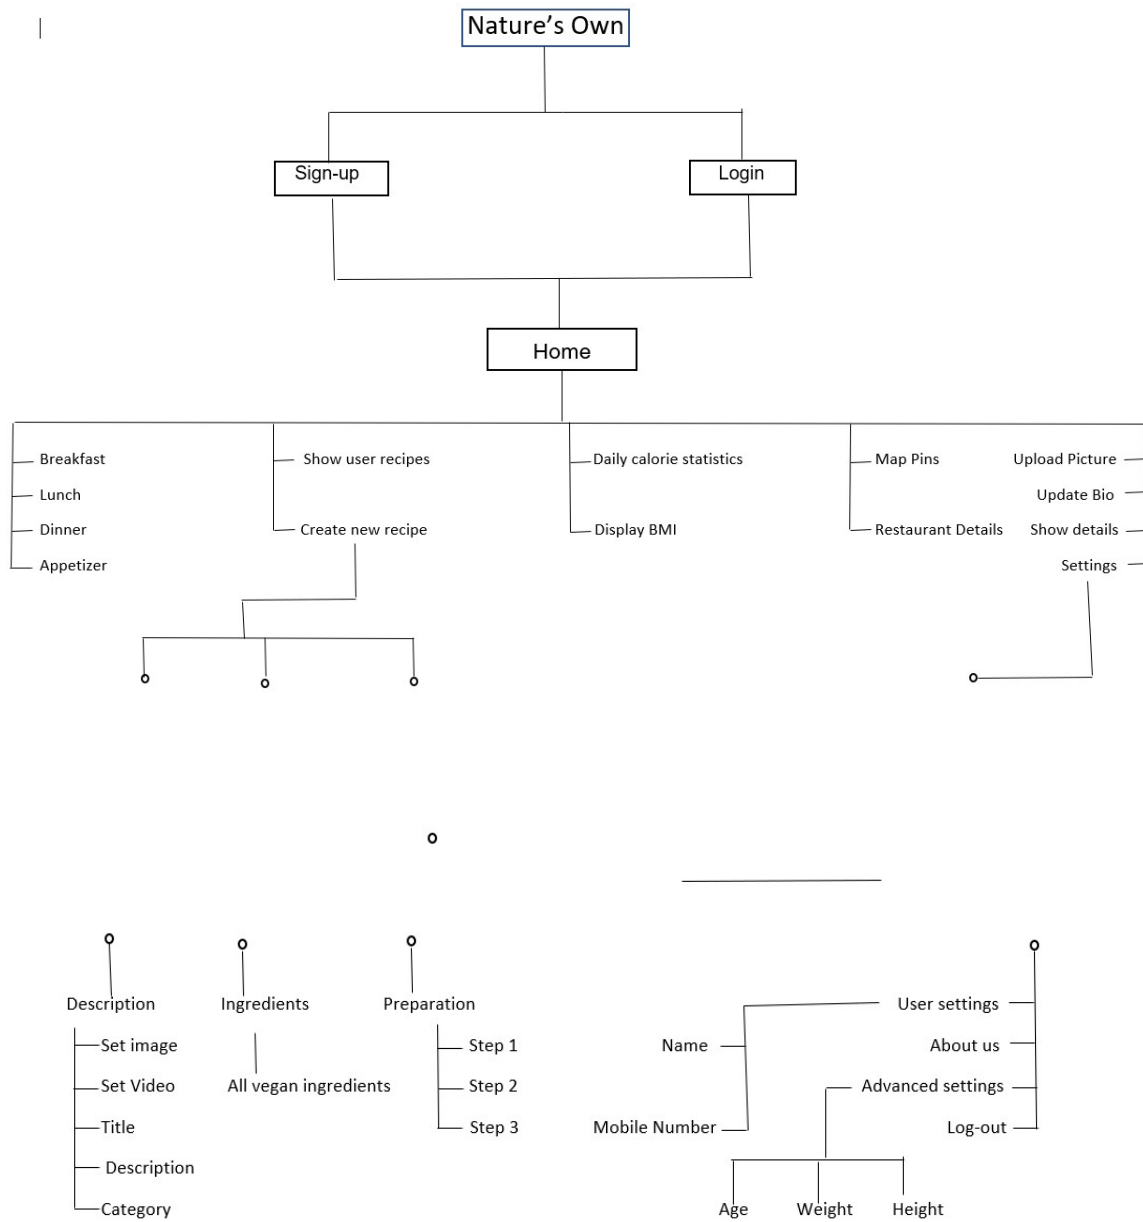 Nature's Own
Sign-up
Login
Home
Breakfast
Lunch
Dinner
Appetizer
Show user recipes
Create new recipe
Daily calorie statistics
Display BMI
Map Pins
Restaurant Details
Upload Picture
Update Bio
Show details
Settings
Description
Set image
Set Video
Title
Description
Category
Ingredients
All vegan ingredients
Preparation
Step 1
Step 2
Step 3
User settings
Name
Mobile Number
About us
Advanced settings
Age
Weight
Height
Log-out